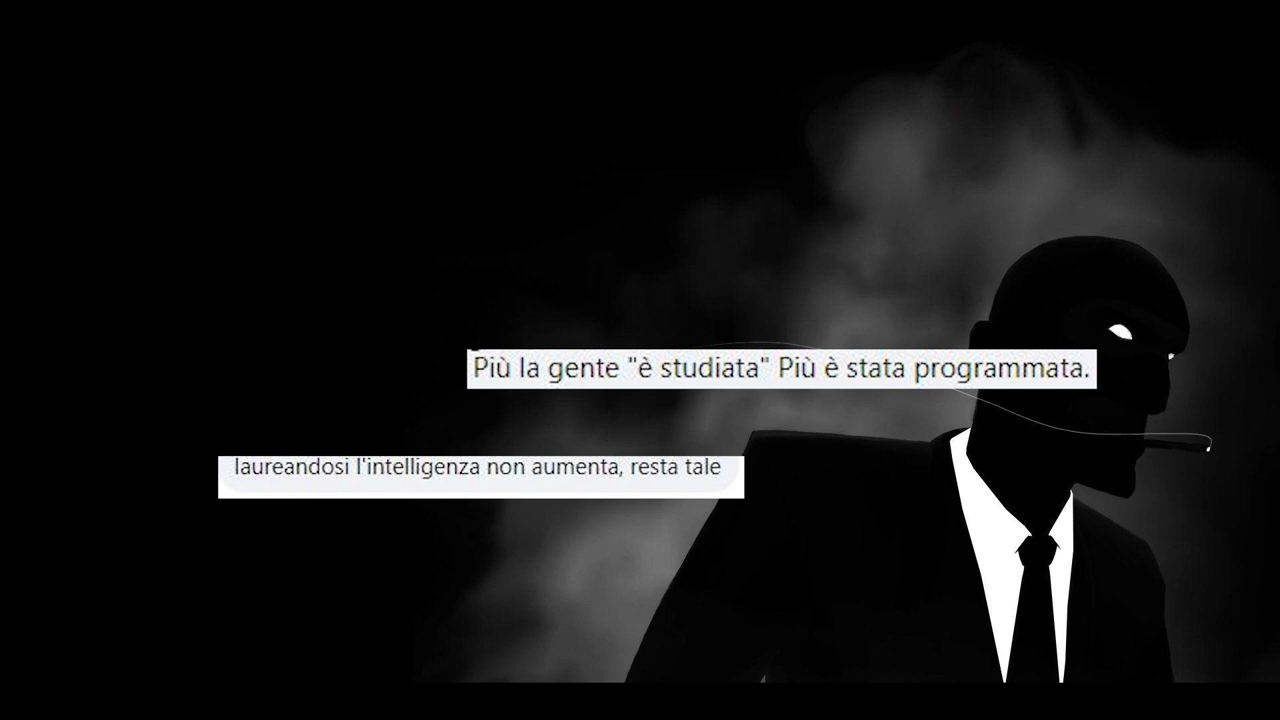 Più la gente "è studiata" Più è stata programmata.
laureandosi l'intelligenza non aumenta, resta tale